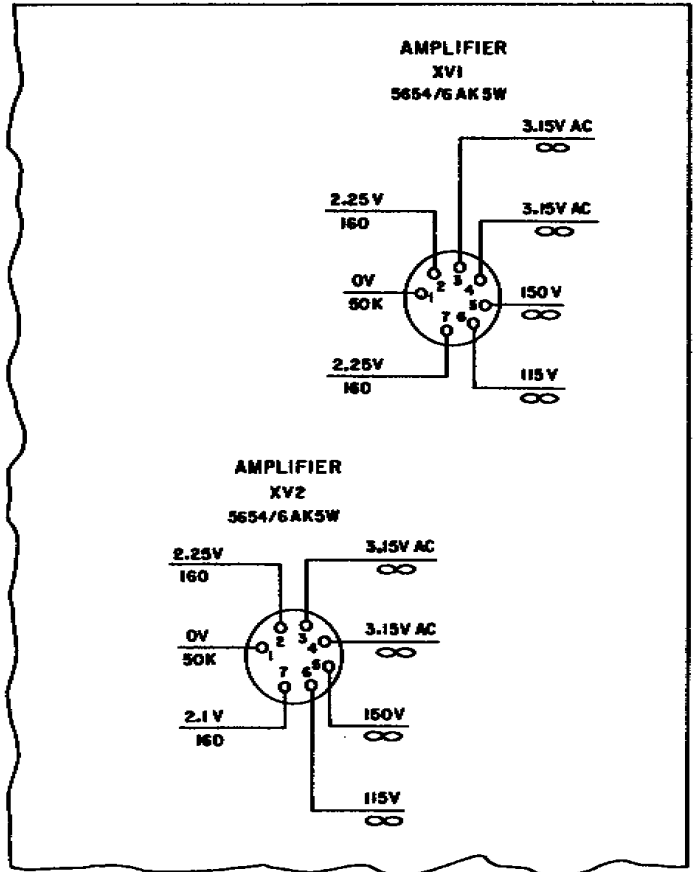 AMPLIFIER
XV1
5654/6AK5W
3.15V AC
∞
2.25V
160
3.15V AC
∞
0V
50K
150V
∞
2.25V
160
115V
∞
1
2
3
4
5
6
7
AMPLIFIER
XV2
5654/6AK5W
2.25V
160
3.15V AC
∞
0V
50K
3.15V AC
∞
2.1V
160
150V
∞
115V
∞
1
2
3
4
5
6
7